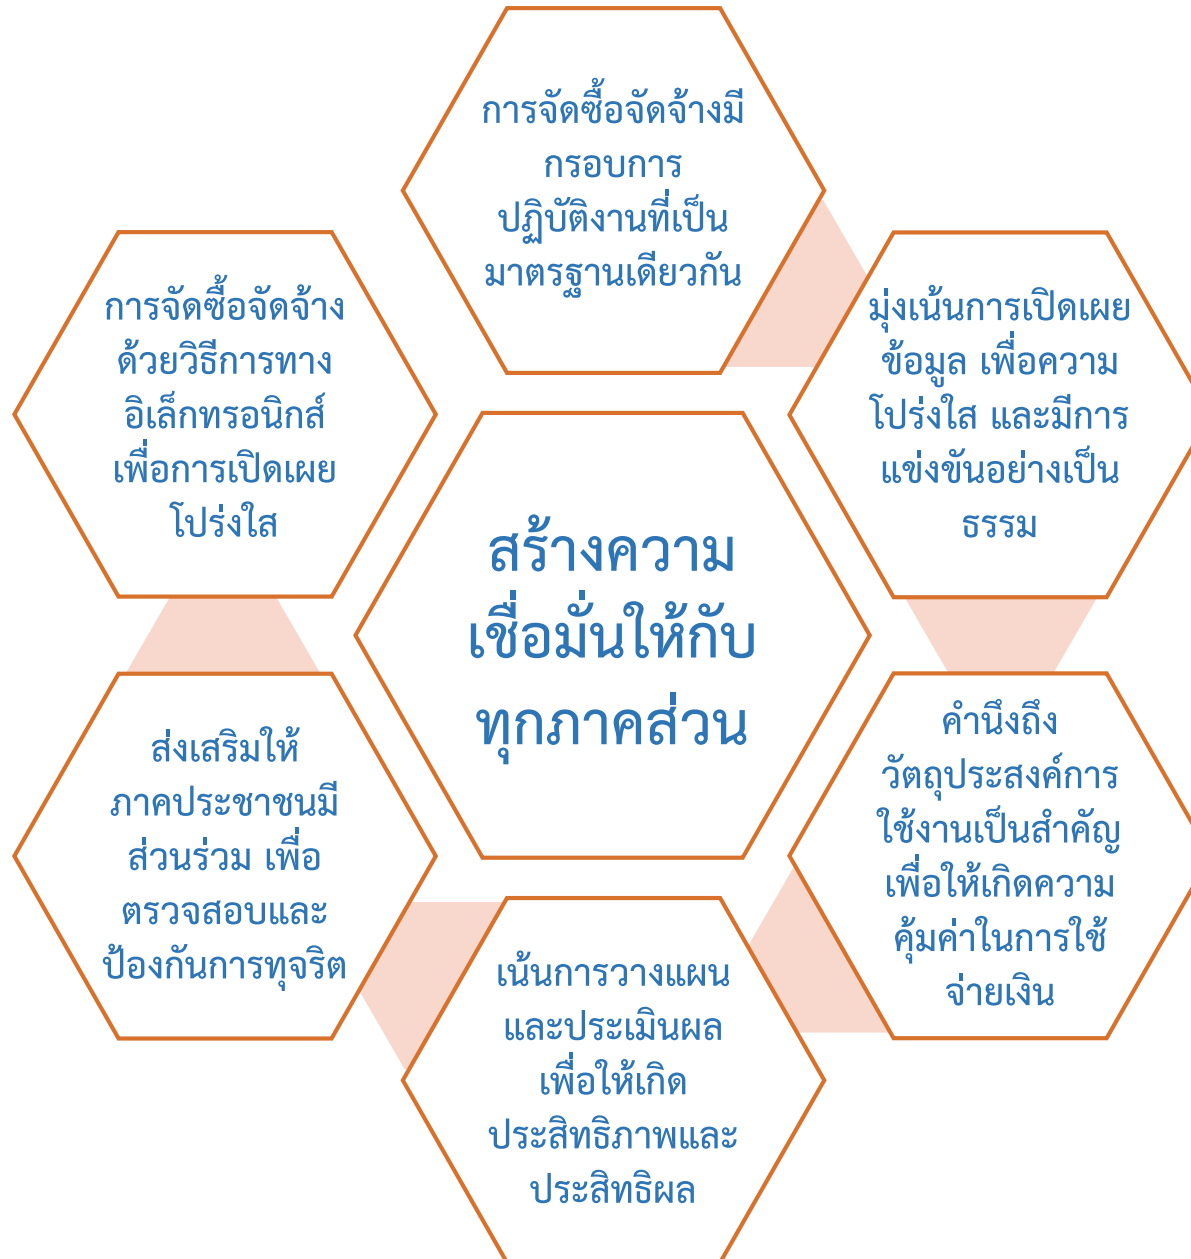 การจัดซื้อจัดจ้างมี
กรอบการ
ปฏิบัติงานที่เป็น
มาตรฐานเดียวกัน
มุ่งเน้นการเปิดเผย
ข้อมูล เพื่อความ
โปร่งใส และมีการ
แข่งขันอย่างเป็น
ธรรม
คำนึงถึง
วัตถุประสงค์การ
ใช้งานเป็นสำคัญ
เพื่อให้เกิดความ
คุ้มค่าในการใช้
จ่ายเงิน
เน้นการวางแผน
และประเมินผล
เพื่อให้เกิด
ประสิทธิภาพและ
ประสิทธิผล
ส่งเสริมให้
ภาคประชาชนมี
ส่วนร่วม เพื่อ
ตรวจสอบและ
ป้องกันการทุจริต
การจัดซื้อจัดจ้าง
ด้วยวิธีการทาง
อิเล็กทรอนิกส์
เพื่อการเปิดเผย
โปร่งใส
สร้างความ
เชื่อมั่นให้กับ
ทุกภาคส่วน